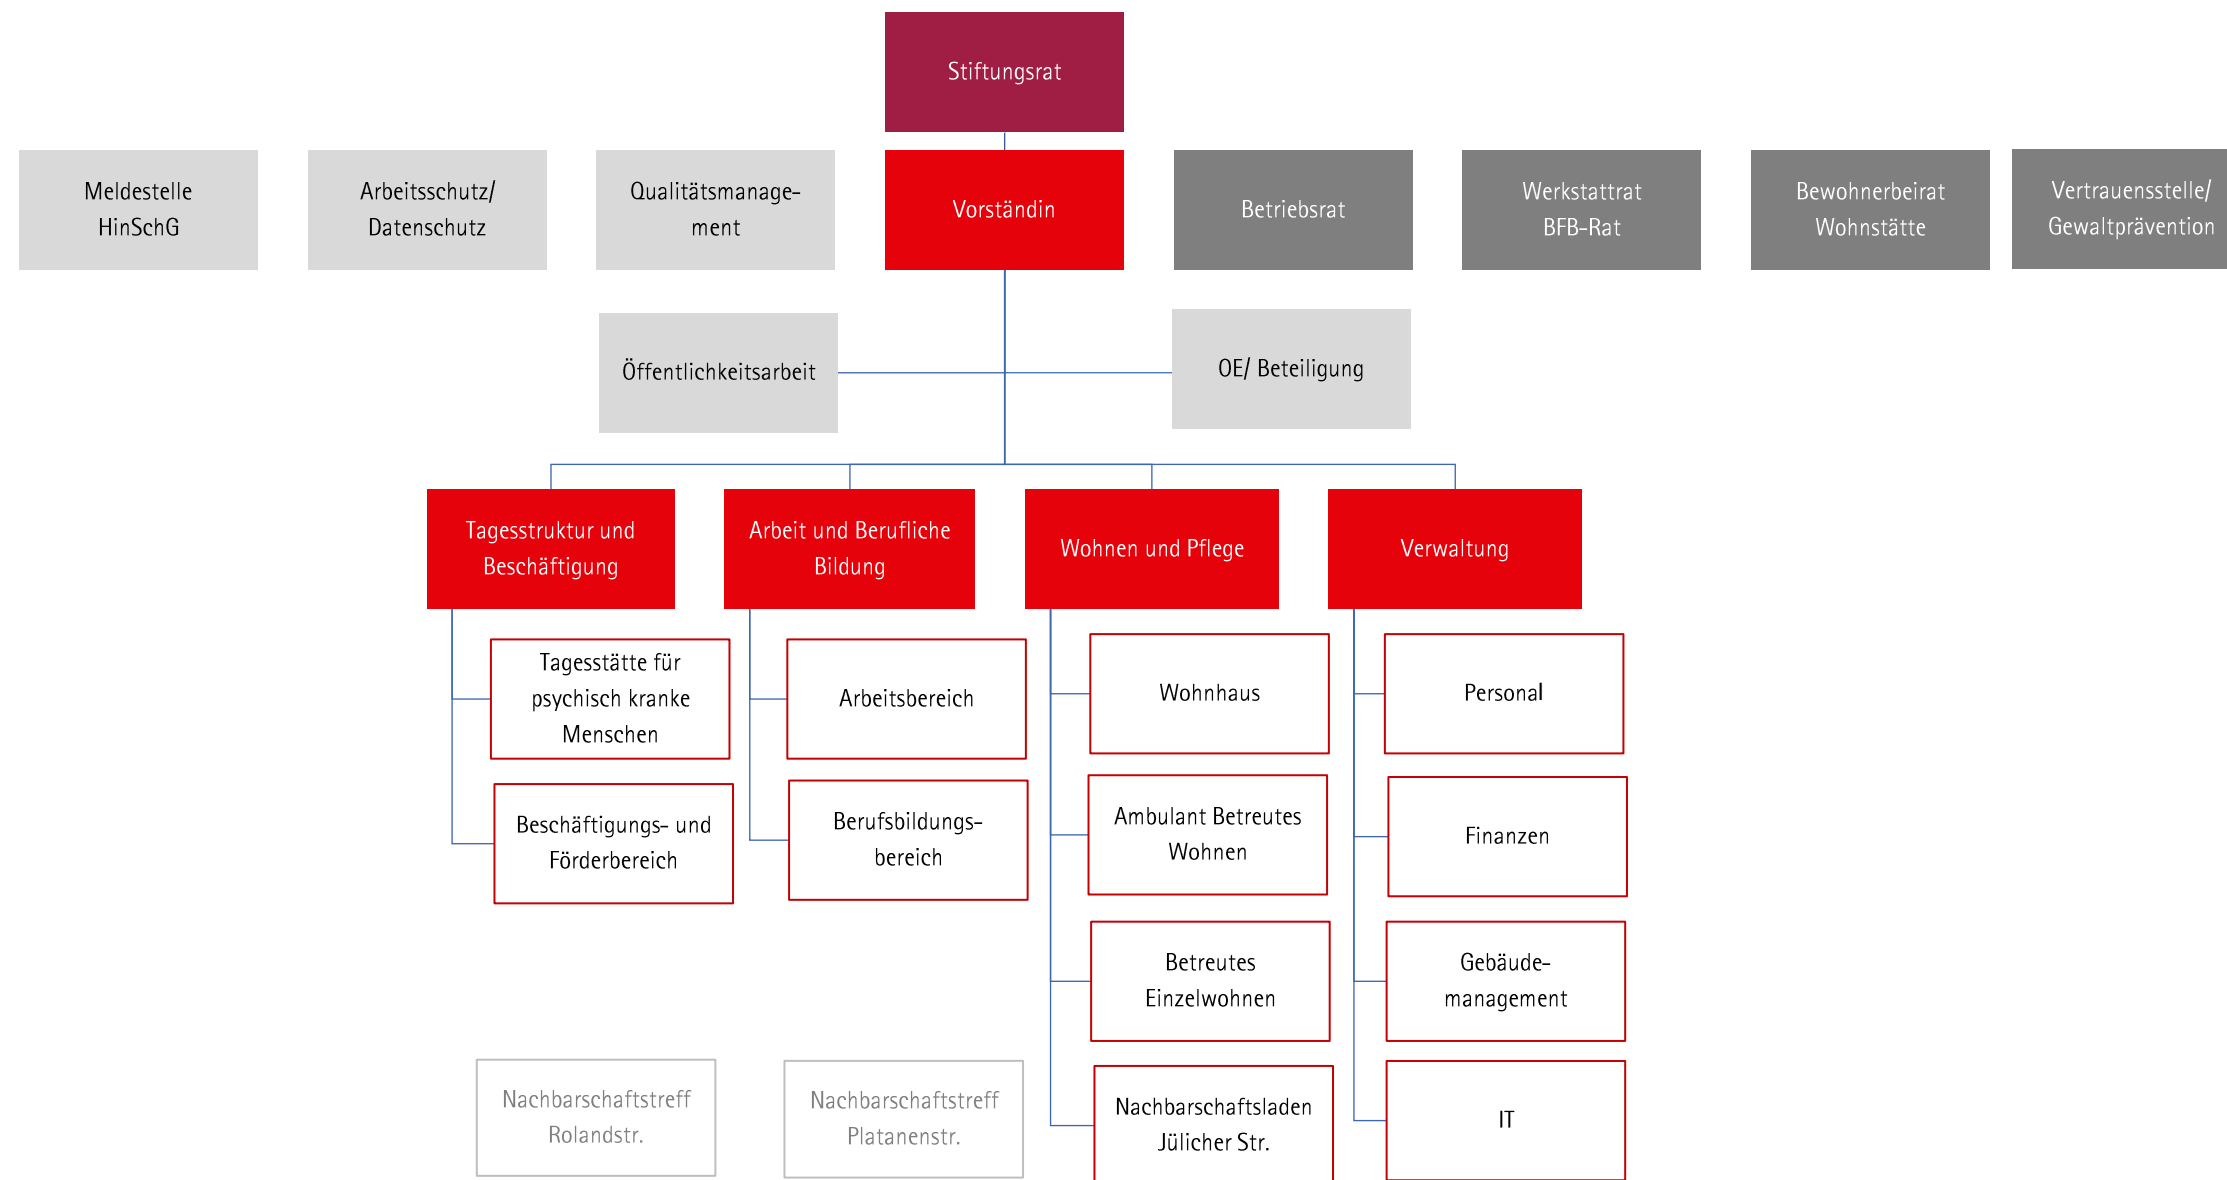 Stiftungsrat
Meldestelle
HinSchG
Arbeitsschutz/
Datenschutz
Qualitätsmanage-
ment
Vorständin
Betriebsrat
Werkstattrat
BFB-Rat
Bewohnerbeirat
Wohnstätte
Vertrauensstelle/
Gewaltprävention
Öffentlichkeitsarbeit
OE/ Beteiligung
Tagesstruktur und
Beschäftigung
Arbeit und Berufliche
Bildung
Wohnen und Pflege
Verwaltung
Tagesstätte für
psychisch kranke
Menschen
Arbeitsbereich
Wohnhaus
Personal
Beschäftigungs- und
Förderbereich
Berufsbildungs-
bereich
Ambulant Betreutes
Wohnen
Finanzen
Betreutes
Einzelwohnen
Gebäude-
management
Nachbarschaftstreff
Rolandstr.
Nachbarschaftstreff
Platanenstr.
Nachbarschaftsladen
Jülicher Str.
IT